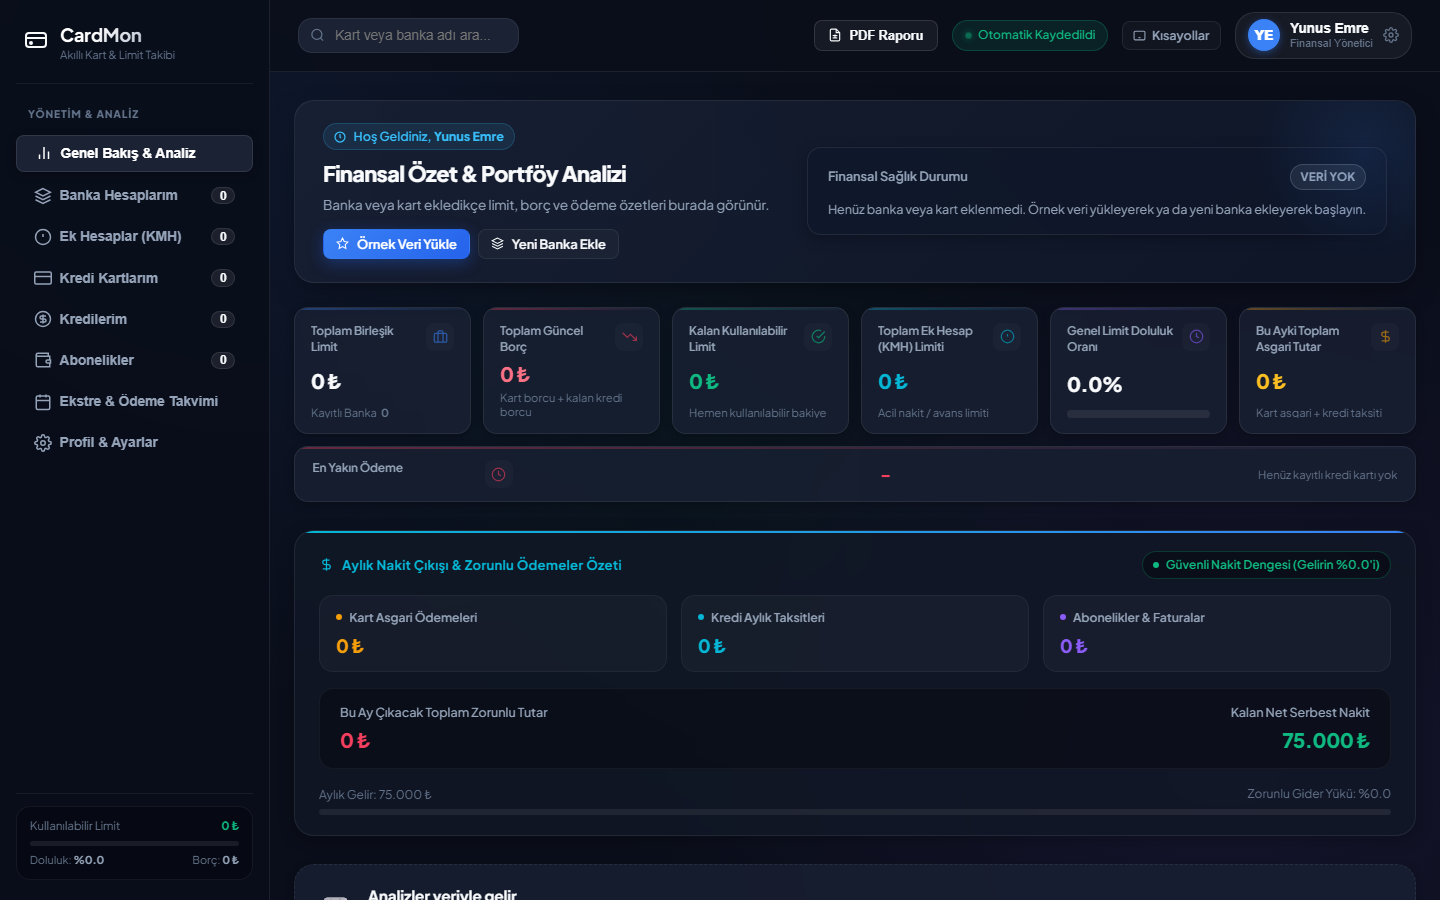 CardMon
Akıllı Kart & Limit Takibi
YÖNETİM & ANALİZ
Genel Bakış & Analiz
Banka Hesaplarım 0
Ek Hesaplar (KMH) 0
Kredi Kartlarım 0
Kredilerim 0
Abonelikler 0
Ekstre & Ödeme Takvimi
Profil & Ayarlar
Kullanılabilir Limit 0 ₺
Doluluk: %0.0 Borç: 0 ₺
Kart veya banka adı ara...
PDF Raporu
Otomatik Kaydedildi
Kısayollar
YE
Yunus Emre
Finansal Yönetici
Hoş Geldiniz, Yunus Emre
Finansal Özet & Portföy Analizi
Banka veya kart ekledikçe limit, borç ve ödeme özetleri burada görünür.
Örnek Veri Yükle
Yeni Banka Ekle
Finansal Sağlık Durumu
VERİ YOK
Henüz banka veya kart eklenmedi. Örnek veri yükleyerek ya da yeni banka ekleyerek başlayın.
Toplam Birleşik
Limit
0 ₺
Kayıtlı Banka 0
Toplam Güncel
Borç
0 ₺
Kart borcu + kalan kredi
borcu
Kalan Kullanılabilir
Limit
0 ₺
Hemen kullanılabilir bakiye
Toplam Ek Hesap
(KMH) Limiti
0 ₺
Acil nakit / avans limiti
Genel Limit Doluluk
Oranı
0.0%
Bu Ayki Toplam
Asgari Tutar
0 ₺
Kart asgari + kredi taksiti
En Yakın Ödeme
–
Henüz kayıtlı kredi kartı yok
Aylık Nakit Çıkışı & Zorunlu Ödemeler Özeti
Güvenli Nakit Dengesi (Gelirin %0.0'i)
Kart Asgari Ödemeleri
0 ₺
Kredi Aylık Taksitleri
0 ₺
Abonelikler & Faturalar
0 ₺
Bu Ay Çıkacak Toplam Zorunlu Tutar
0 ₺
Kalan Net Serbest Nakit
75.000 ₺
Aylık Gelir: 75.000 ₺
Zorunlu Gider Yükü: %0.0
Analizler veriyle gelir